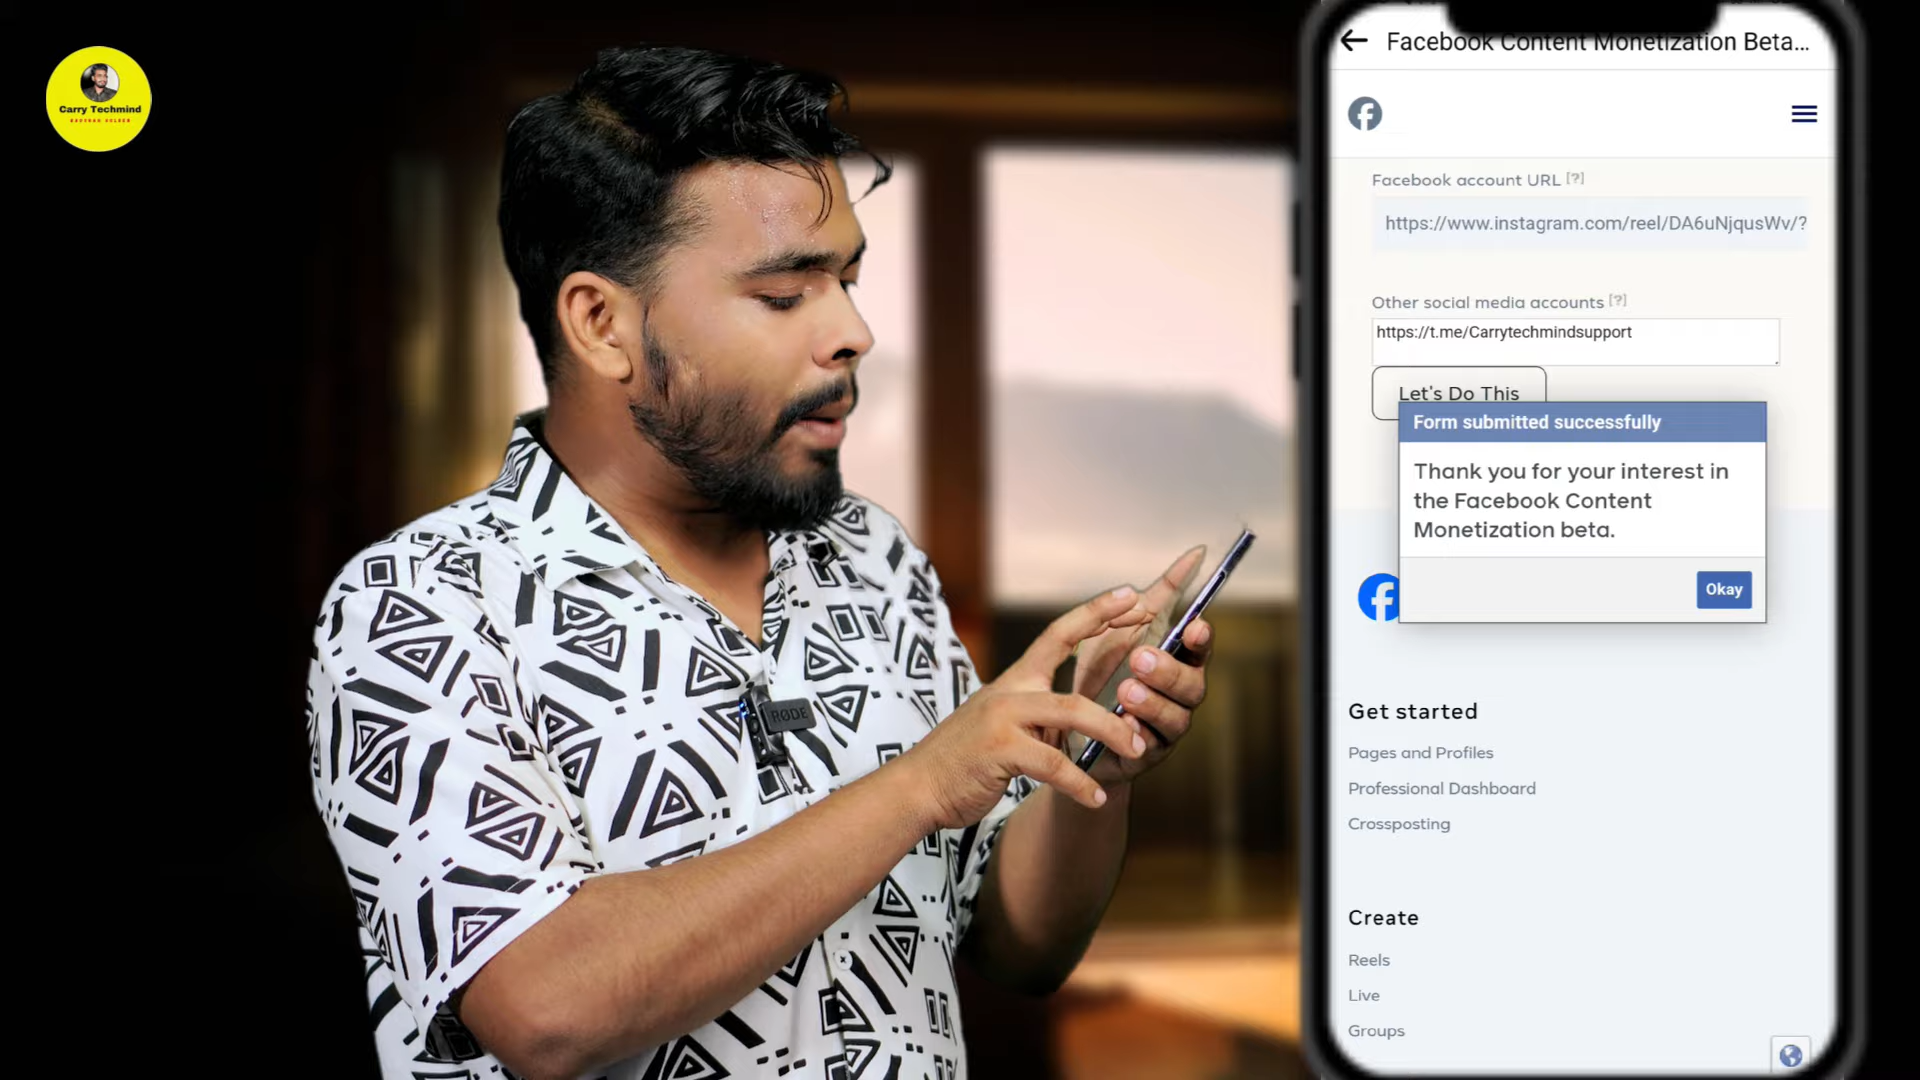 Carry Techmind
RØDE
Facebook Content Monetization Beta...
Facebook account URL [?]
https://www.instagram.com/reel/DA6uNjqusWv/?
Other social media accounts [?]
https://t.me/Carrytechmindsupport
Let's Do This
Form submitted successfully
Thank you for your interest in
the Facebook Content
Monetization beta.
Okay
Get started
Pages and Profiles
Professional Dashboard
Crossposting
Create
Reels
Live
Groups